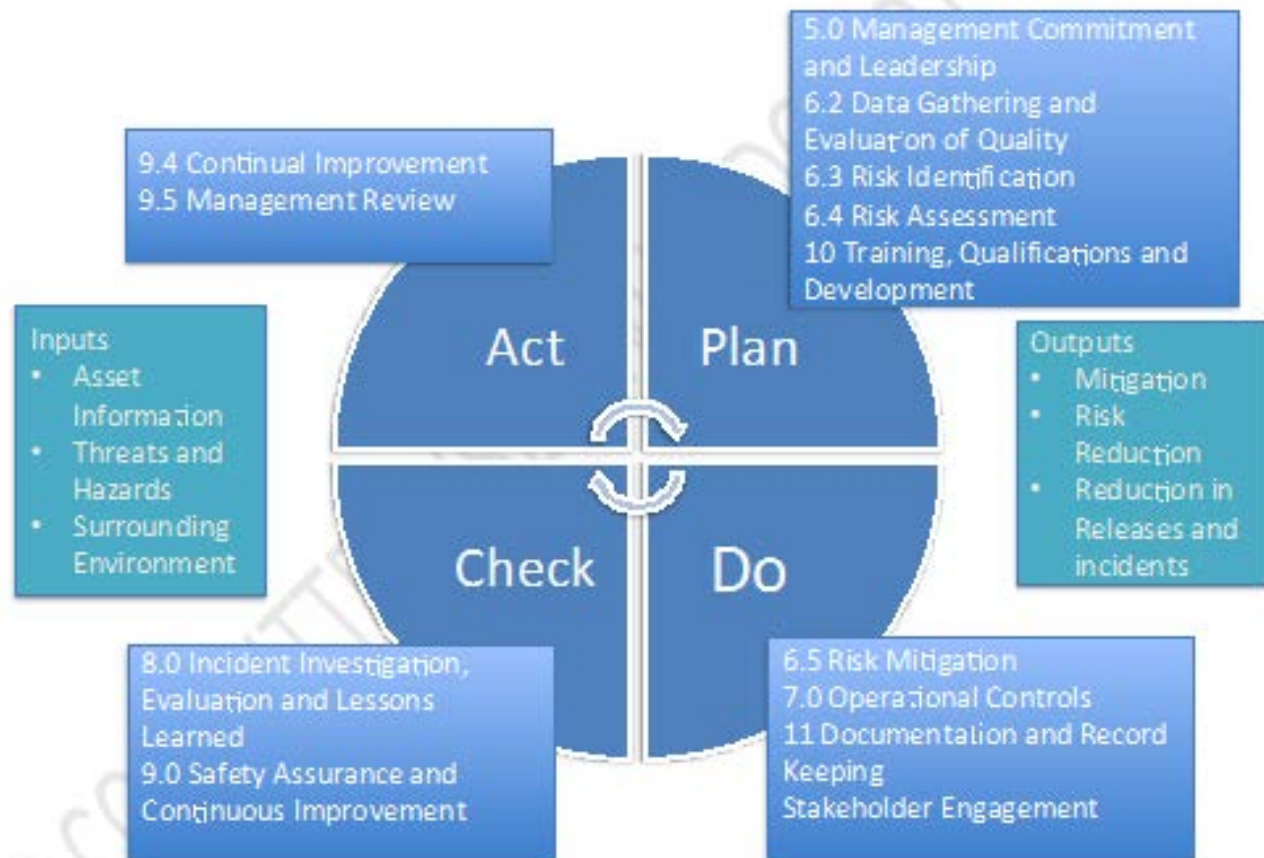 5.0 Management Commitment
and Leadership
6.2 Data Gathering and
Evaluation of Quality
6.3 Risk Identification
6.4 Risk Assessment
10 Training, Qualifications and
Development
9.4 Continual Improvement
9.5 Management Review
Act
Plan
Inputs
• Asset
Information
• Threats and
Hazards
• Surrounding
Environment
Outputs
• Mitigation
• Risk
Reduction
• Reduction in
Releases and
incidents
Check
Do
8.0 Incident Investigation,
Evaluation and Lessons
Learned
9.0 Safety Assurance and
Continuous Improvement
6.5 Risk Mitigation
7.0 Operational Controls
11 Documentation and Record
Keeping
Stakeholder Engagement